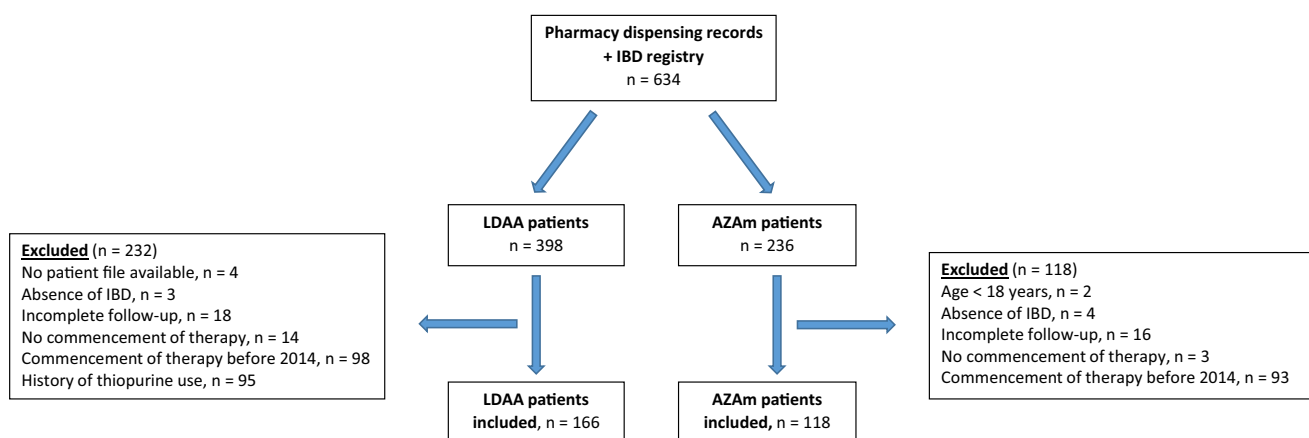 Pharmacy dispensing records
+ IBD registry
n = 634
LDAA patients
n = 398
AZAm patients
n = 236
Excluded (n = 232)
No patient file available, n = 4
Absence of IBD, n = 3
Incomplete follow-up, n = 18
No commencement of therapy, n = 14
Commencement of therapy before 2014, n = 98
History of thiopurine use, n = 95
Excluded (n = 118)
Age < 18 years, n = 2
Absence of IBD, n = 4
Incomplete follow-up, n = 16
No commencement of therapy, n = 3
Commencement of therapy before 2014, n = 93
LDAA patients
included, n = 166
AZAm patients
included, n = 118